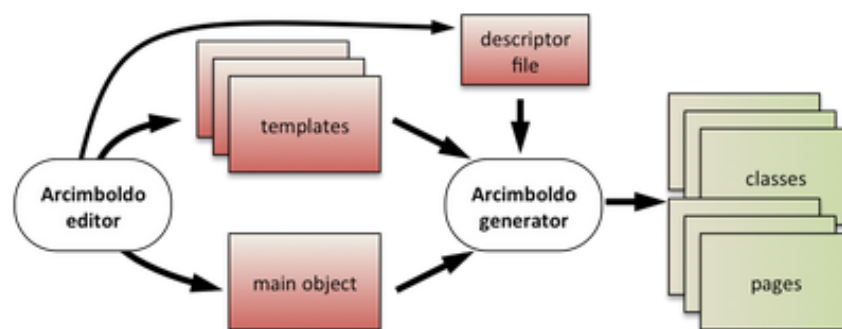 descriptor
file
templates
Arcimboldo
editor
Arcimboldo
generator
classes
main object
pages